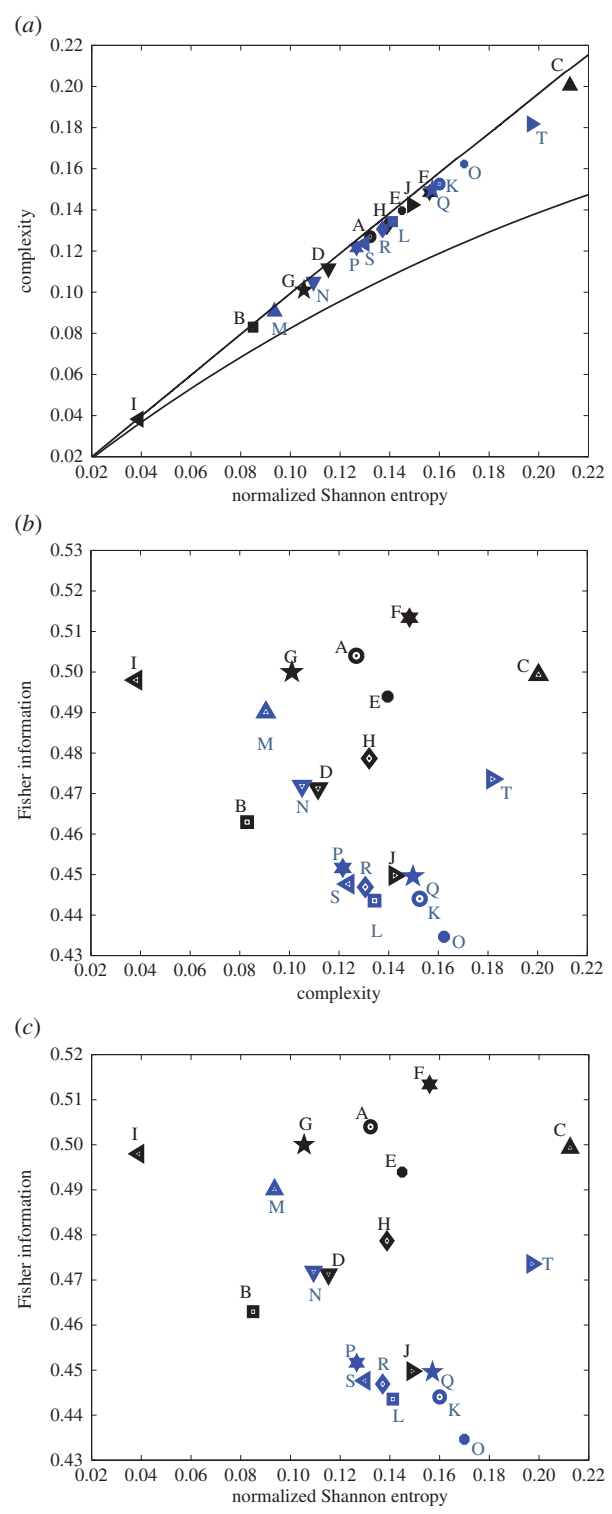 (a)
0.22
0.20
0.18
0.16
0.14
0.12
0.10
0.08
0.06
0.04
0.02
complexity
C
T
O
F
K
J
Q
E
H
L
A
R
S
P
D
N
G
M
B
I
0.02 0.04 0.06 0.08 0.10 0.12 0.14 0.16 0.18 0.20 0.22
normalized Shannon entropy
(b)
0.53
0.52
0.51
0.50
0.49
0.48
0.47
0.46
0.45
0.44
0.43
Fisher information
F
A
I
G
C
E
M
H
D
N
T
B
P
R
J
S
Q
K
L
O
0.02 0.04 0.06 0.08 0.10 0.12 0.14 0.16 0.18 0.20 0.22
complexity
(c)
0.52
0.51
0.50
0.49
0.48
0.47
0.46
0.45
0.44
0.43
Fisher information
F
A
G
I
C
E
M
H
D
T
N
B
P
J
R
S
Q
K
L
O
0.02 0.04 0.06 0.08 0.10 0.12 0.14 0.16 0.18 0.20 0.22
normalized Shannon entropy